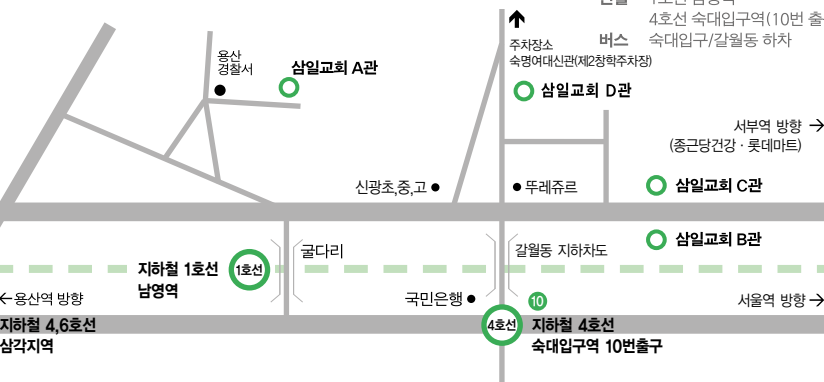 4호선 숙대입구역(10번 출
버스 숙대입구/갈월동 하차
주차장소
숙명여대신관(제2창학주차장)
용산
경찰서
삼일교회 A관
삼일교회 D관
서부역 방향
(종근당건강 · 롯데마트)
신광초,중,고
뚜레쥬르
삼일교회 C관
삼일교회 B관
굴다리
갈월동 지하차도
지하철 1호선
남영역
1호선
용산역 방향
국민은행
10
서울역 방향
지하철 4,6호선
삼각지역
4호선
지하철 4호선
숙대입구역 10번출구